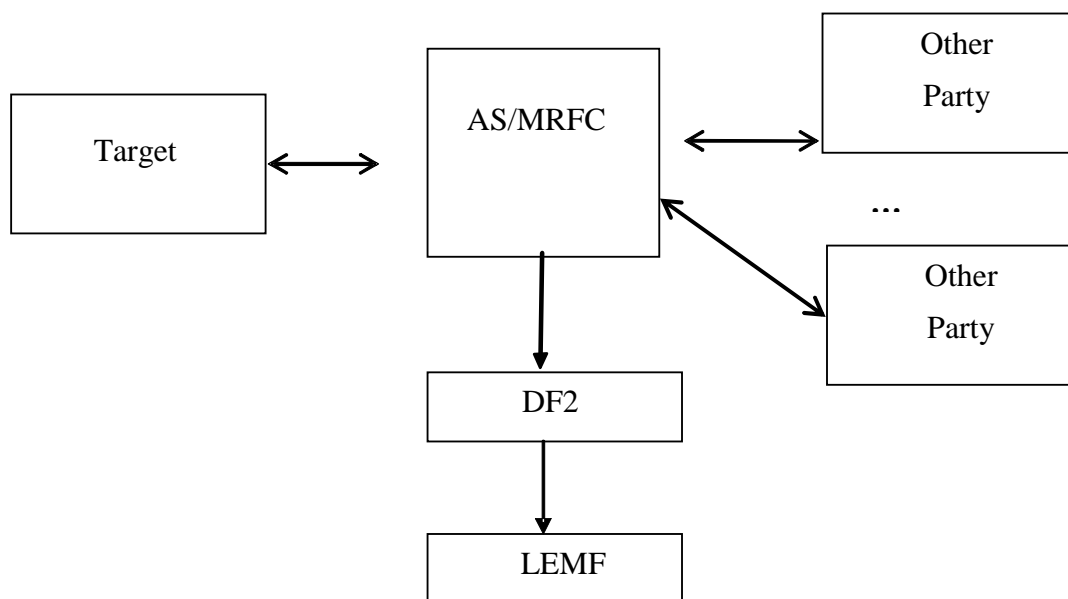 Target
AS/MRFC
Other
Party
...
Other
Party
DF2
LEMF